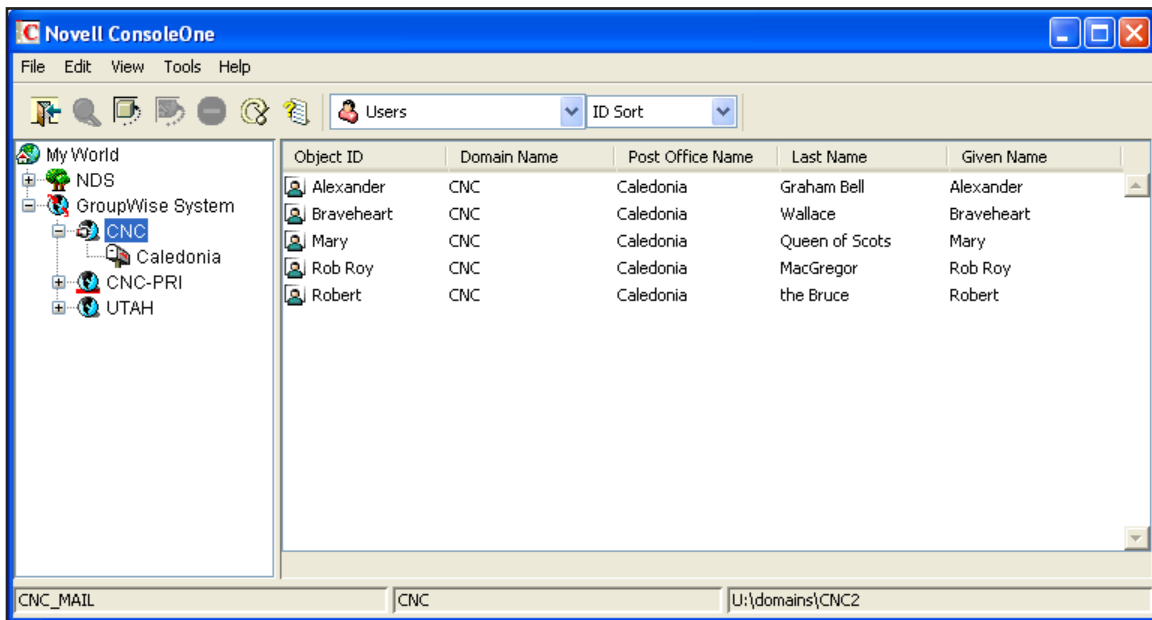 Novell ConsoleOne
File Edit View Tools Help
Users ID Sort
My World
NDS
GroupWise System
CNC
Caledonia
CNC-PRI
UTAH
Object ID Domain Name Post Office Name Last Name Given Name
Alexander CNC Caledonia Graham Bell Alexander
Braveheart CNC Caledonia Wallace Braveheart
Mary CNC Caledonia Queen of Scots Mary
Rob Roy CNC Caledonia MacGregor Rob Roy
Robert CNC Caledonia the Bruce Robert
CNC_MAIL CNC U:\domains\CNC2